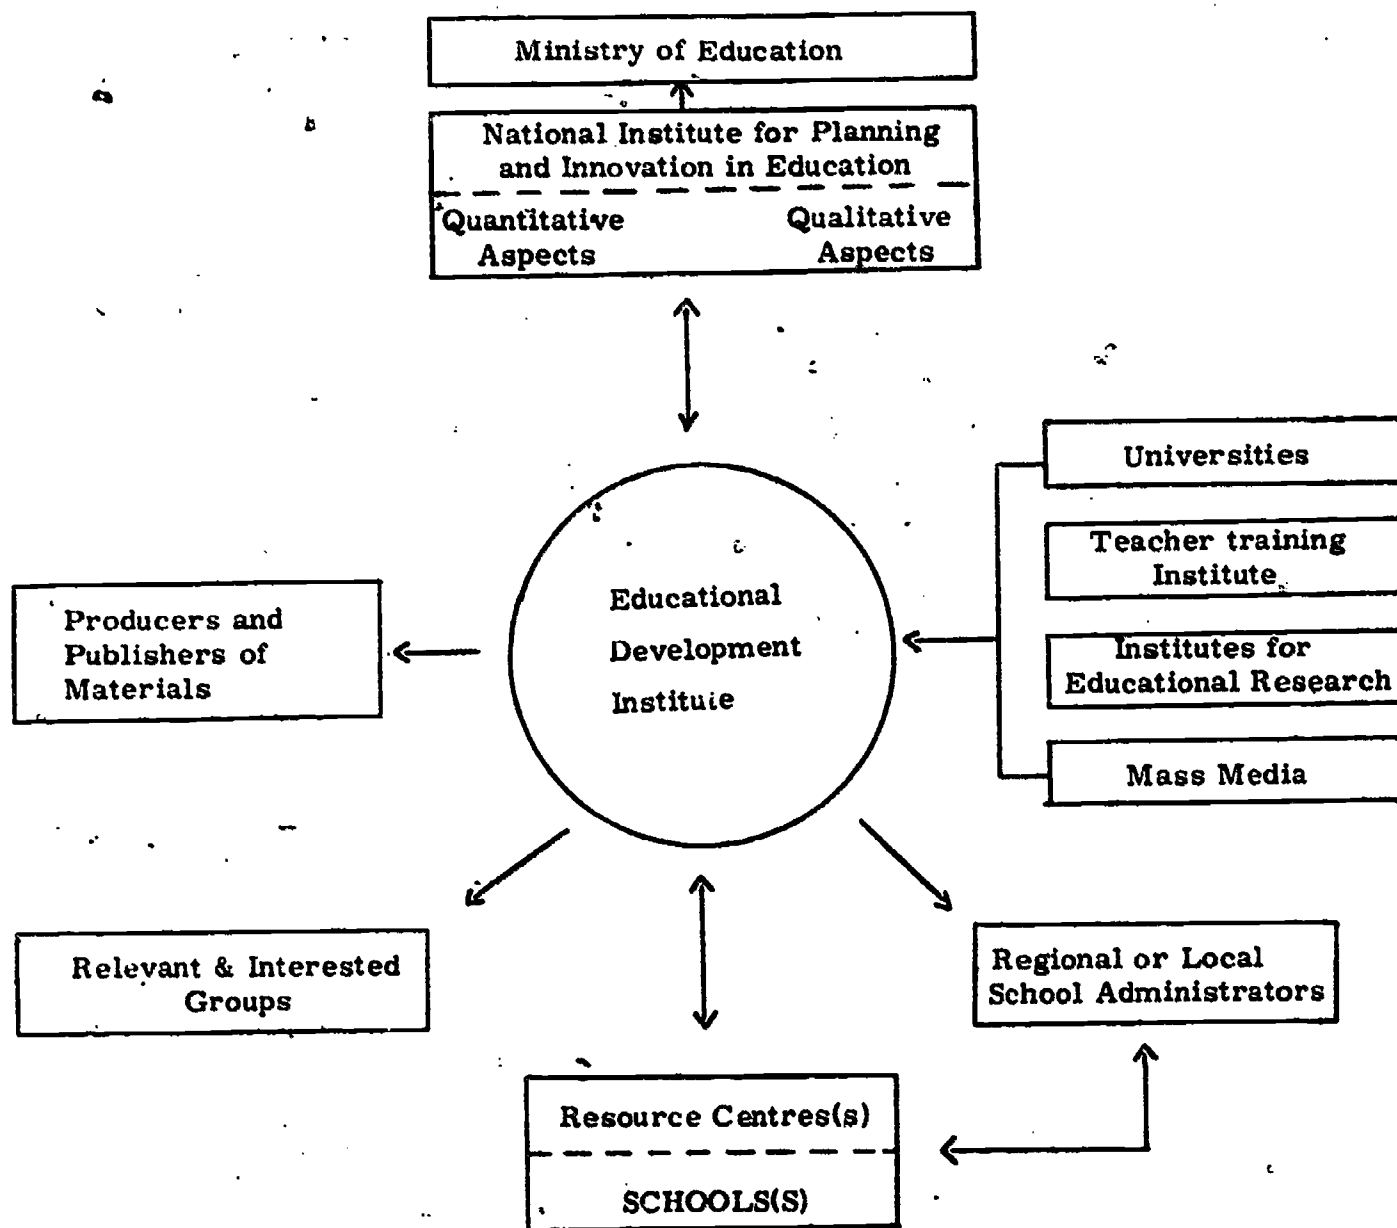 Ministry of Education
National Institute for Planning
and Innovation in Education
Quantitative
Aspects
Qualitative
Aspects
Universities
Teacher training
Institute
Institutes for
Educational Research
Mass Media
Educational
Development
Institute
Producers and
Publishers of
Materials
Relevant & Interested
Groups
Regional or Local
School Administrators
Resource Centres(s)
SCHOOLS(S)